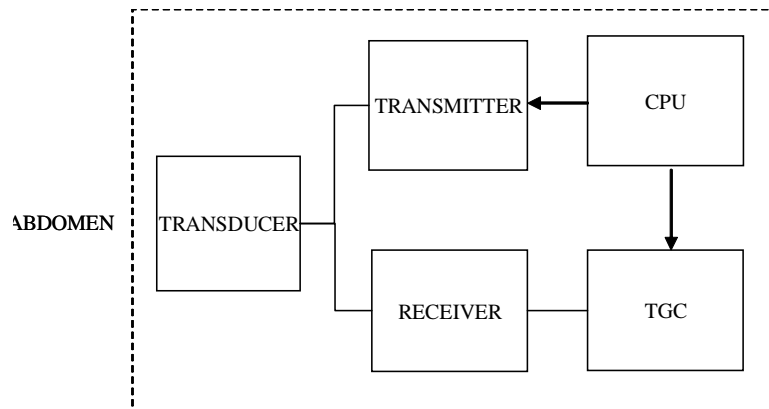 TRANSMITTER
CPU
ABDOMEN
TRANSDUCER
RECEIVER
TGC